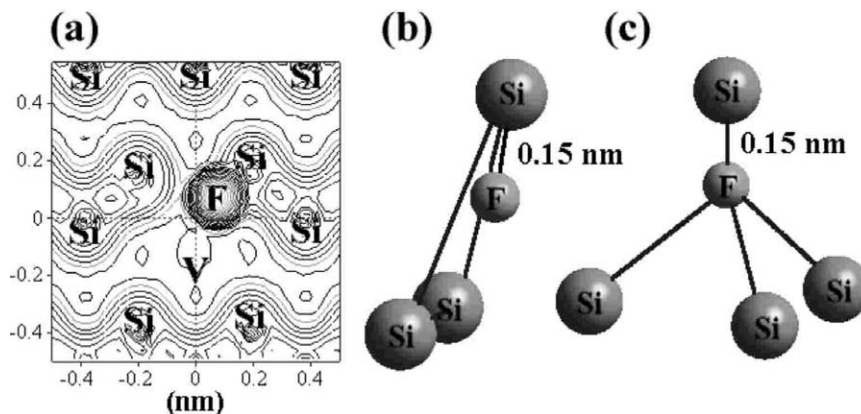 (a)
Si Si Si
0.4
0.2
Si Si
F
0
Si Si
V
-0.2
Si Si
-0.4
-0.4 -0.2 0 0.2 0.4
(nm)
(b)
Si
0.15 nm
F
Si
Si
(c)
Si
0.15 nm
F
Si
Si
Si